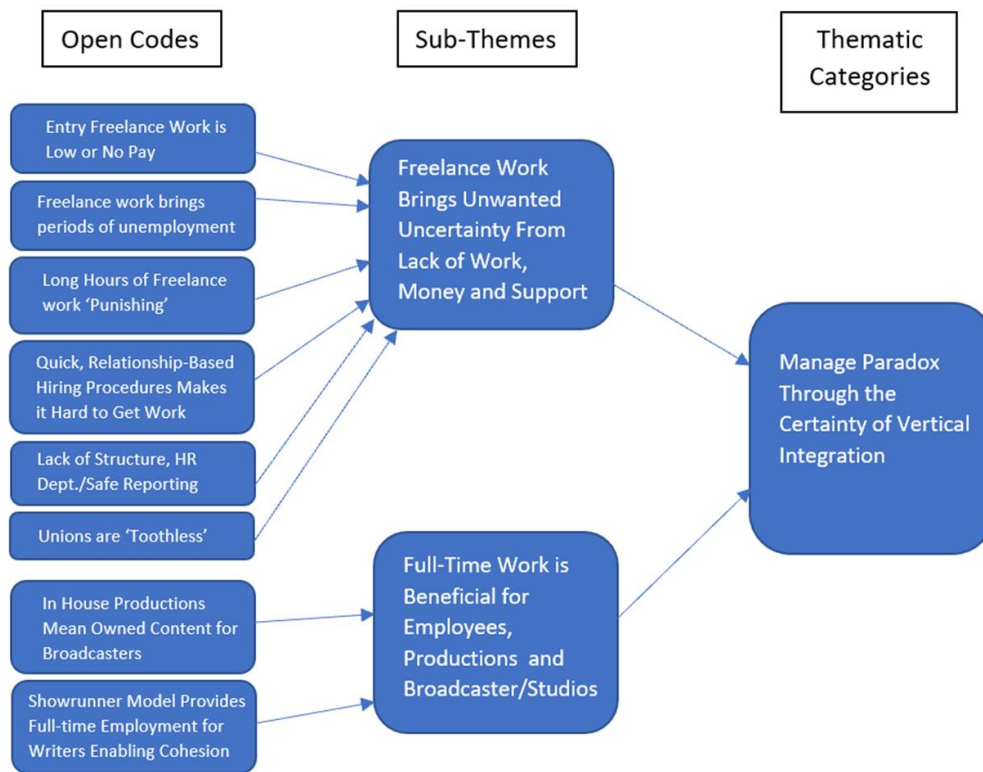 Open Codes
Sub-Themes
Thematic
Categories
Entry Freelance Work is
Low or No Pay
Freelance work brings
periods of unemployment
Long Hours of Freelance
work ‘Punishing’
Quick, Relationship-Based
Hiring Procedures Makes
it Hard to Get Work
Lack of Structure, HR
Dept./Safe Reporting
Unions are ‘Toothless’
In House Productions
Mean Owned Content for
Broadcasters
Showrunner Model Provides
Full-time Employment for
Writers Enabling Cohesion
Freelance Work
Brings Unwanted
Uncertainty From
Lack of Work,
Money and Support
Full-Time Work is
Beneficial for
Employees,
Productions and
Broadcaster/Studios
Manage Paradox
Through the
Certainty of Vertical
Integration